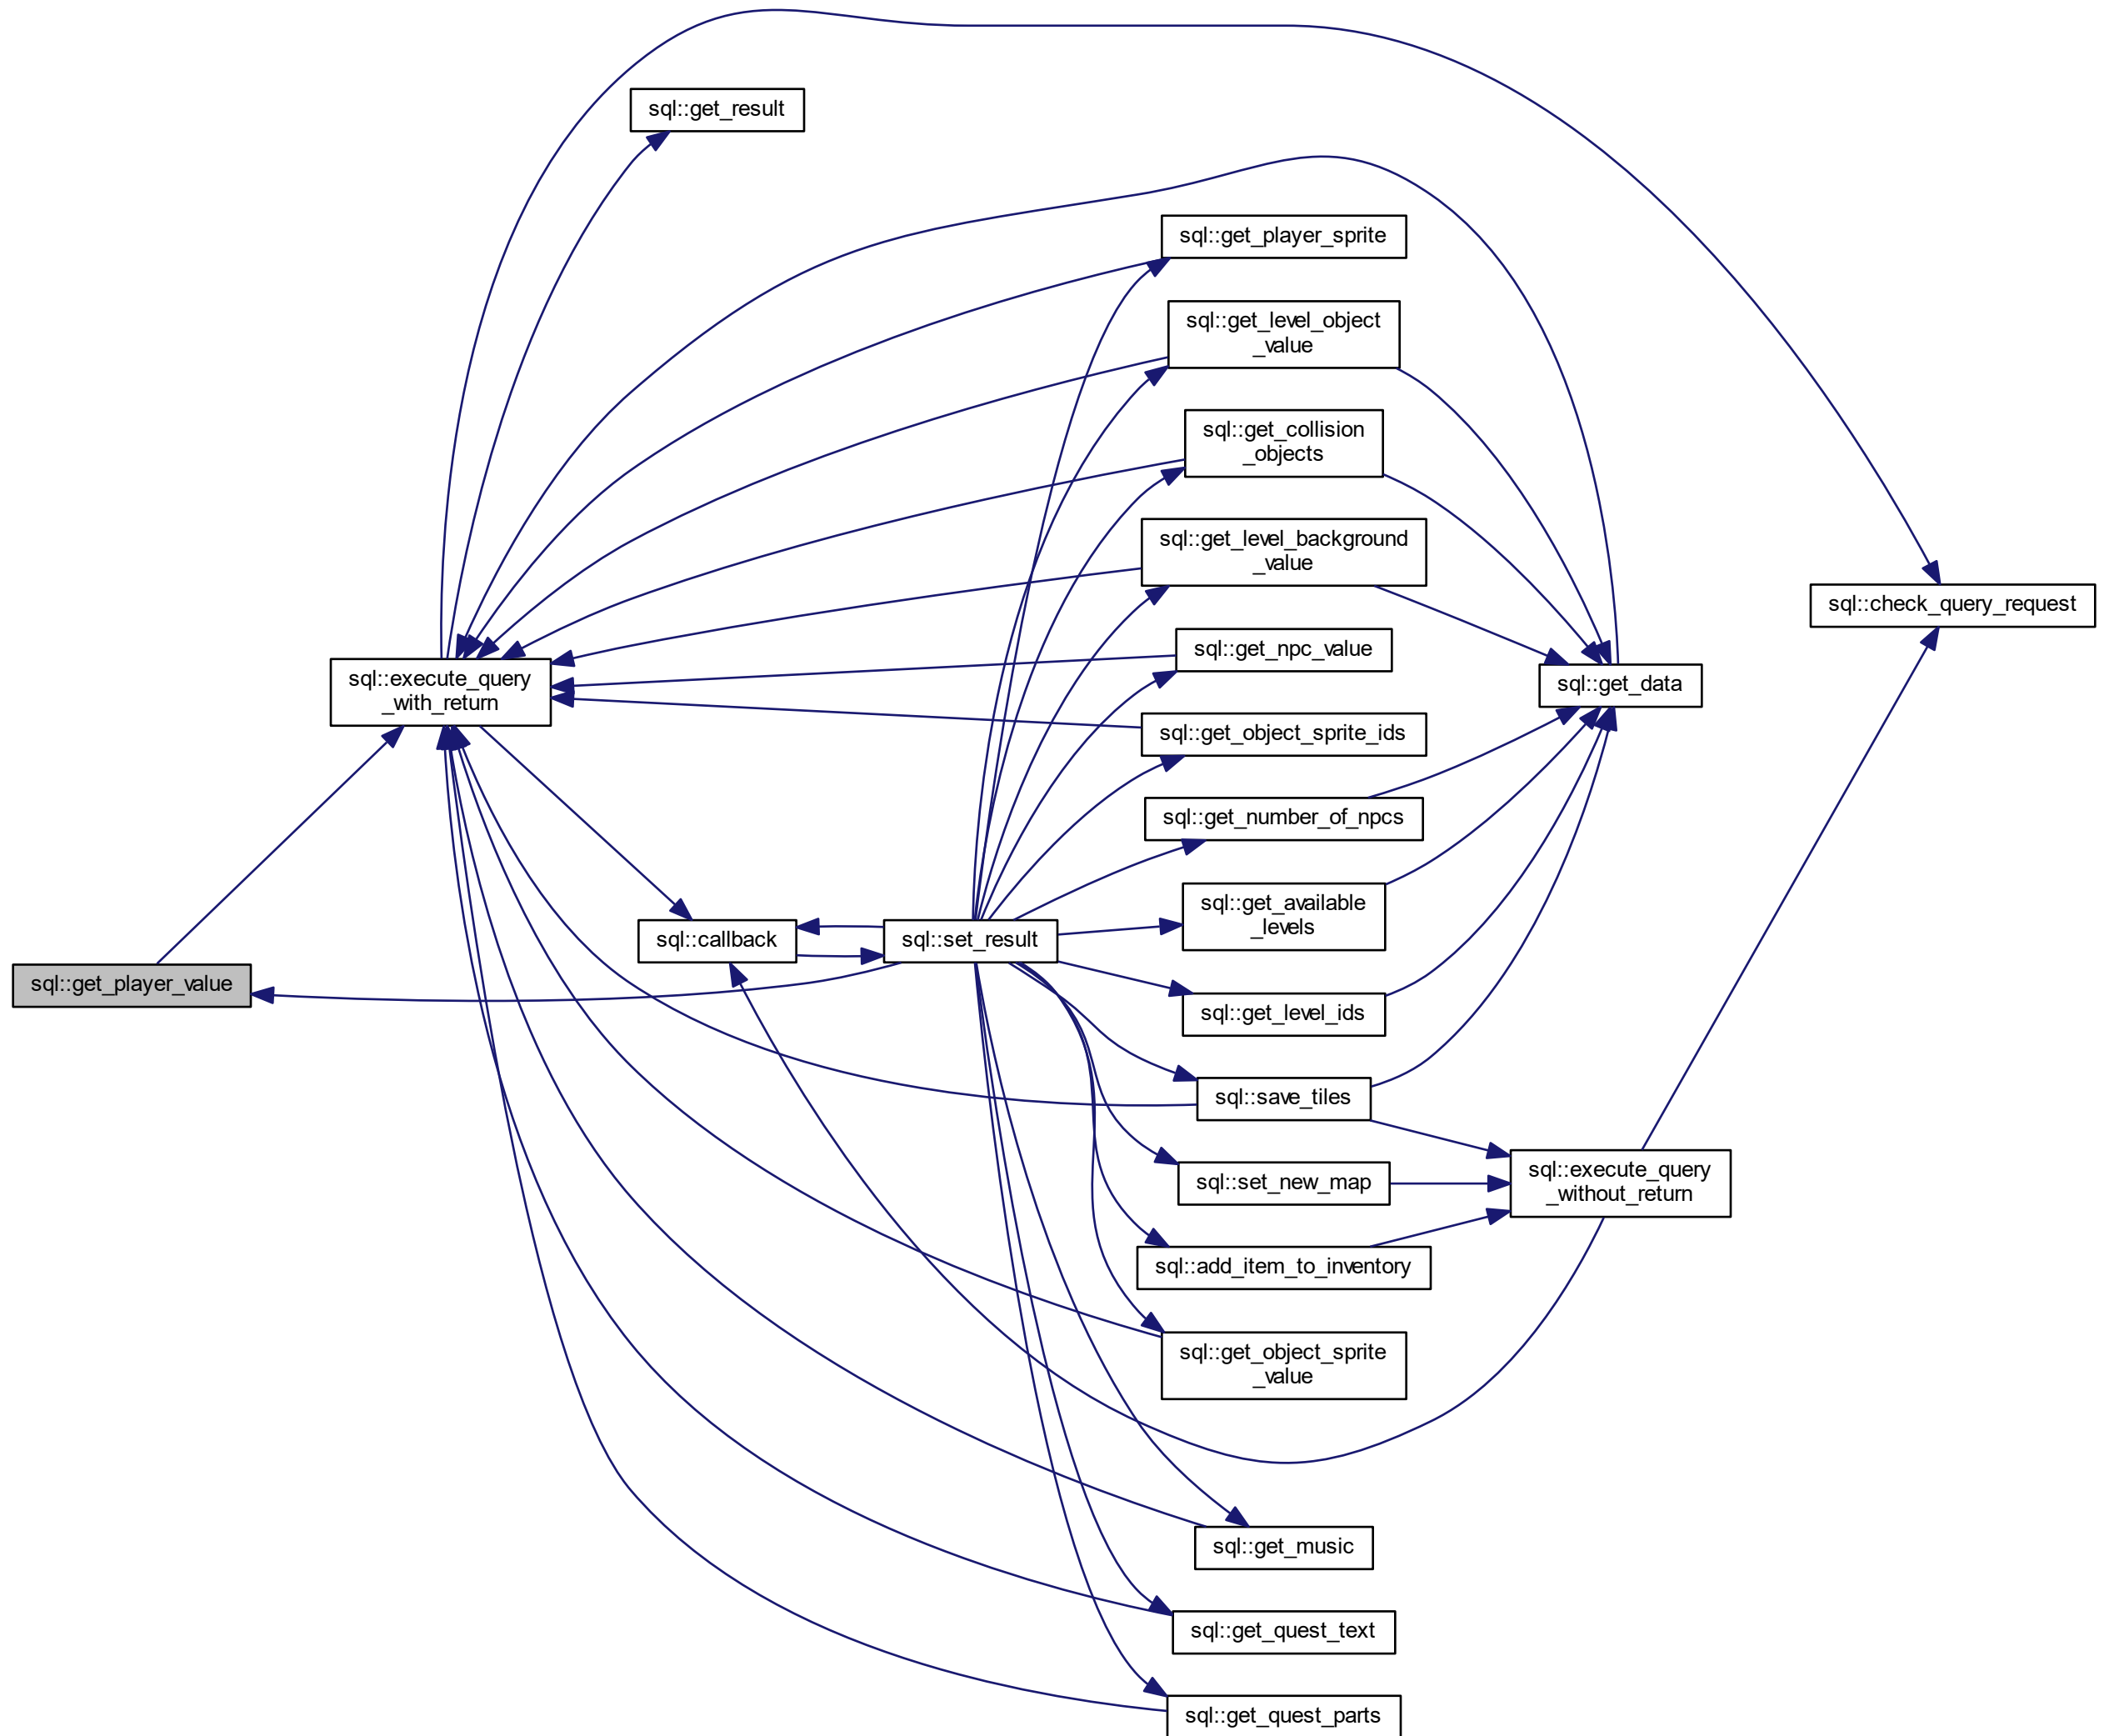 sql::get_result
sql::get_player_sprite
sql::get_level_object
_value
sql::get_collision
_objects
sql::get_level_background
_value
sql::check_query_request
sql::get_npc_value
sql::execute_query
_with_return
sql::get_data
sql::get_object_sprite_ids
sql::get_number_of_npcs
sql::get_available
_levels
sql::callback
sql::set_result
sql::get_player_value
sql::get_level_ids
sql::save_tiles
sql::set_new_map
sql::execute_query
_without_return
sql::add_item_to_inventory
sql::get_object_sprite
_value
sql::get_music
sql::get_quest_text
sql::get_quest_parts